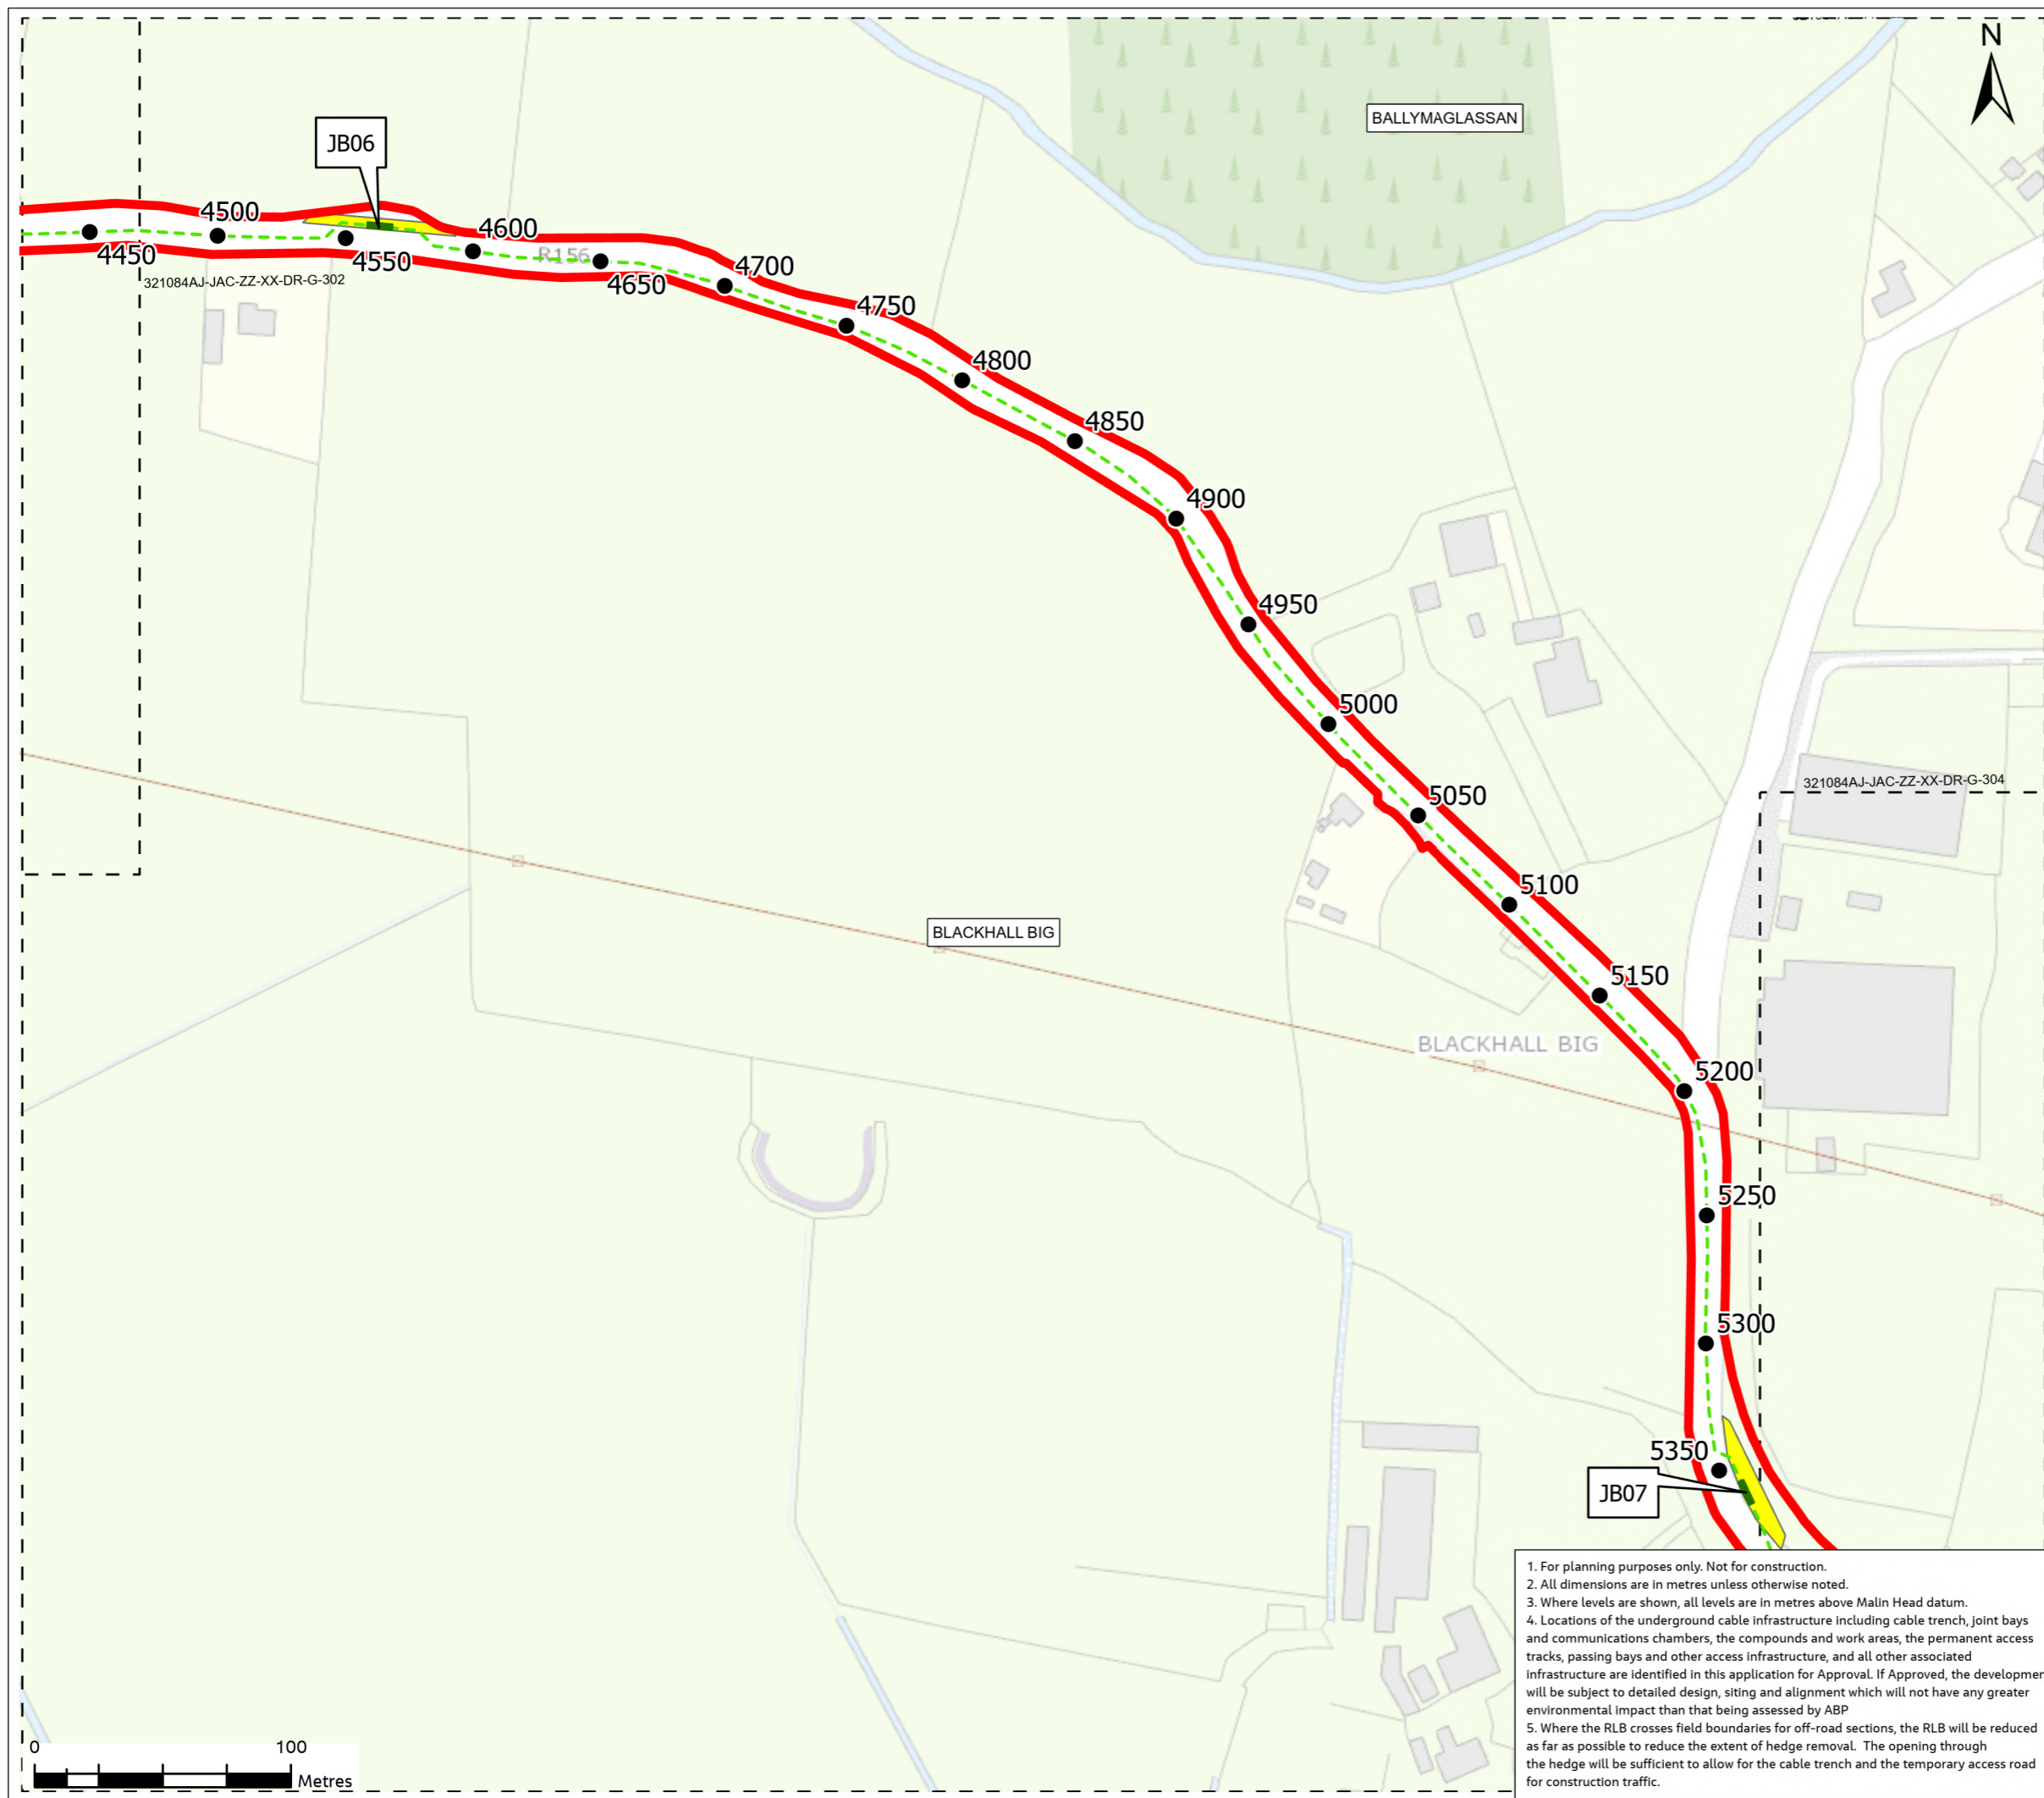 N
BALLYMAGLASSAN
JB06
4500
4600
4450
4550
R156
4650
4700
321084AJ-JAC-ZZ-XX-DR-G-302
4750
4800
4850
4900
4950
5000
321084AJ-JAC-ZZ-XX-DR-G-304
5050
5100
BLACKHALL BIG
5150
BLACKHALL BIG
5200
5250
5300
5350
JB07
1. For planning purposes only. Not for construction.
2. All dimensions are in metres unless otherwise noted.
3. Where levels are shown, all levels are in metres above Malin Head datum.
4. Locations of the underground cable infrastructure including cable trench, joint bays
and communications chambers, the compounds and work areas, the permanent access
tracks, passing bays and other access infrastructure, and all other associated
infrastructure are identified in this application for Approval. If Approved, the developmen
will be subject to detailed design, siting and alignment which will not have any greater
environmental impact than that being assessed by ABP
5. Where the RLB crosses field boundaries for off-road sections, the RLB will be reduced
as far as possible to reduce the extent of hedge removal. The opening through
the hedge will be sufficient to allow for the cable trench and the temporary access road
for construction traffic.
0 100
Metres